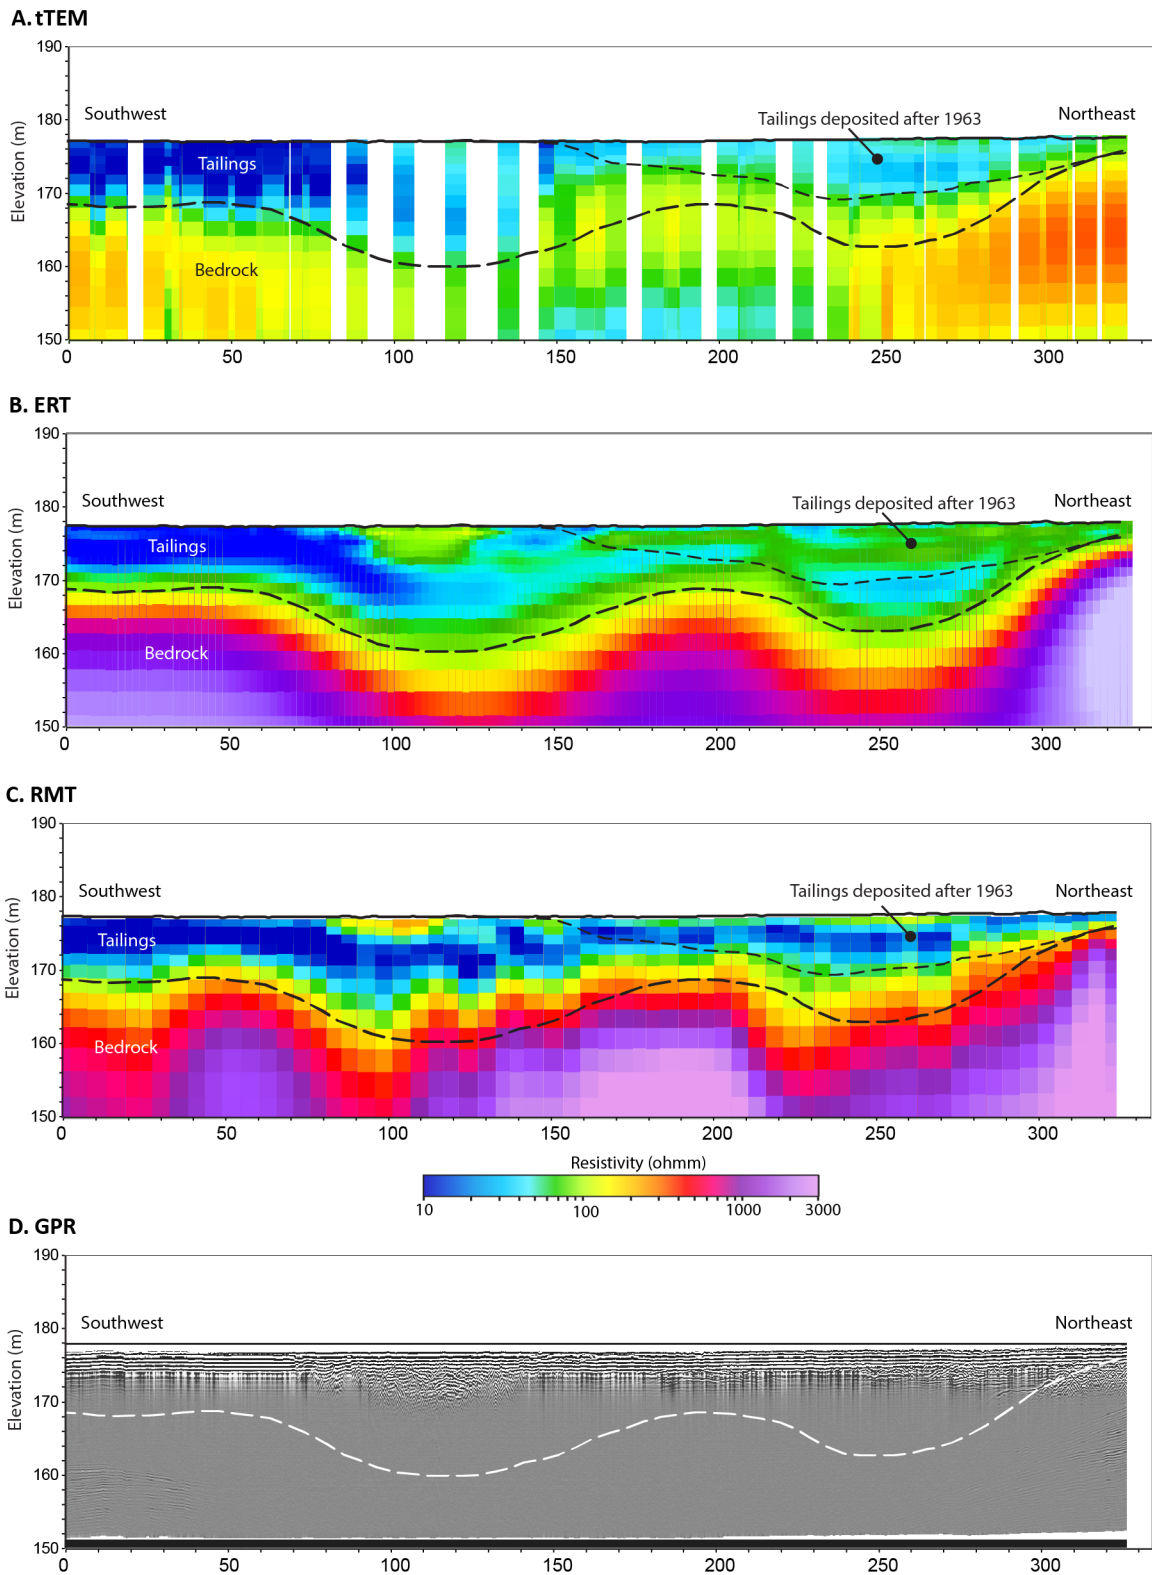 A. tTEM
190
180
170
160
150
Elevation (m)
Southwest
Tailings deposited after 1963
Northeast
Tailings
Bedrock
0 50 100 150 200 250 300
B. ERT
190
180
170
160
150
Elevation (m)
Southwest
Tailings deposited after 1963
Northeast
Tailings
Bedrock
0 50 100 150 200 250 300
C. RMT
190
180
170
160
150
Elevation (m)
Southwest
Tailings deposited after 1963
Northeast
Tailings
Bedrock
0 50 100 150 200 250 300
Resistivity (ohmm)
10 100 1000 3000
D. GPR
190
180
170
160
150
Elevation (m)
Southwest
Northeast
0 50 100 150 200 250 300